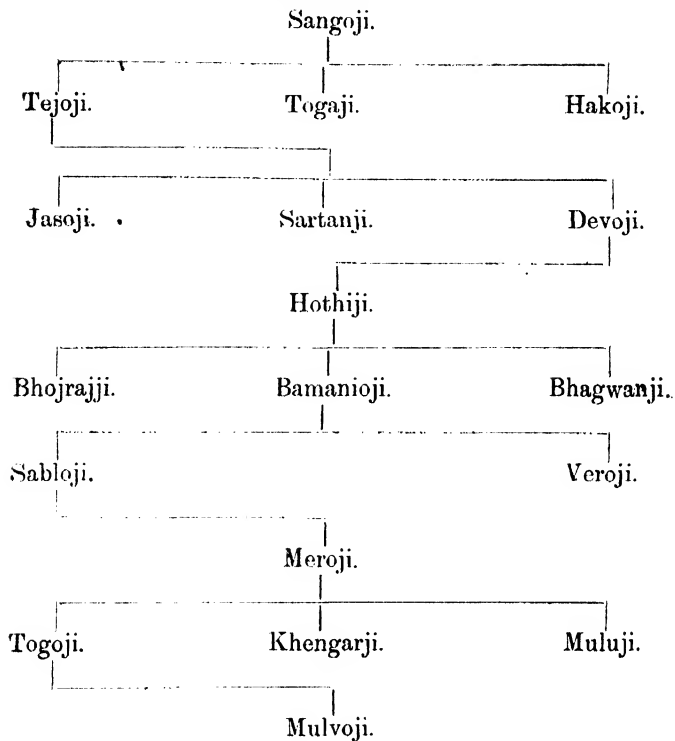 Sangoji.
Tejoji. Togaji. Hakoji.
Jasoji. Sartanji. Devoji.
Hothiji.
Bhojrajji. Bamanioji. Bhagwanji.
Sabloji. Veroji.
Meroji.
Togoji. Khengarji. Muluji.
Mulvoji.